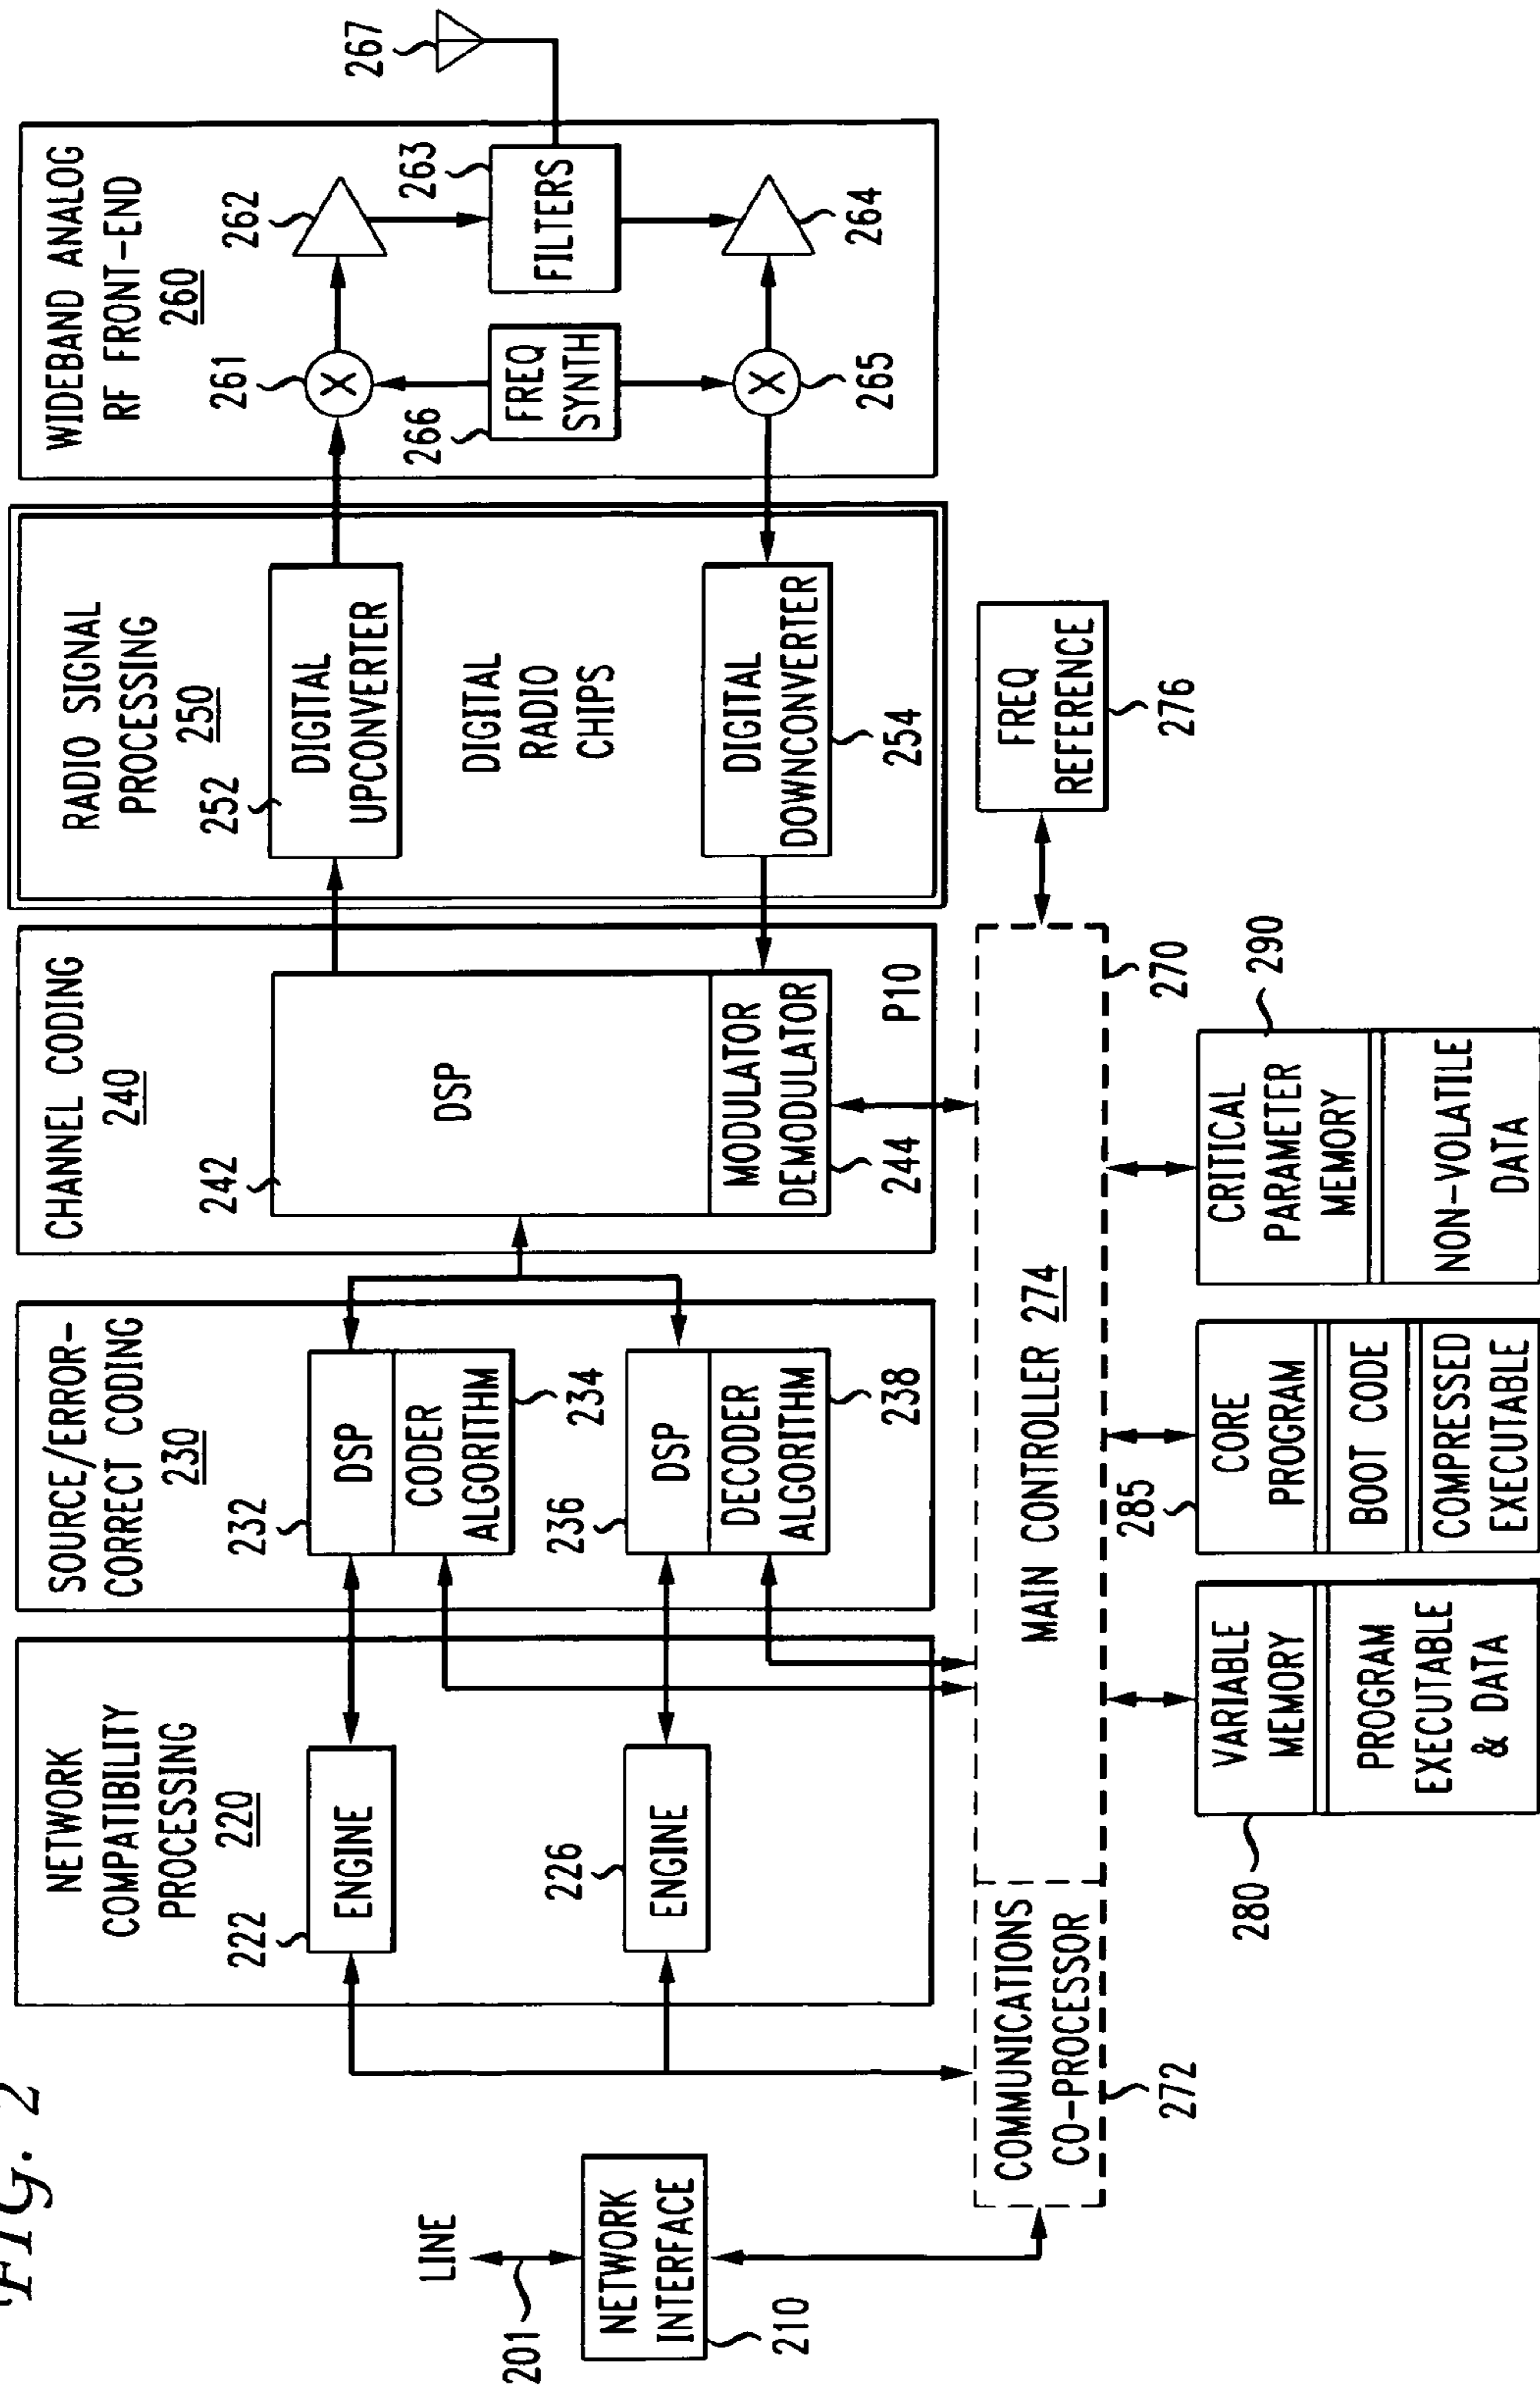 FIG. 2
LINE
201
NETWORK
INTERFACE
210
NETWORK
COMPATIBILITY
PROCESSING
220
222
ENGINE
226
ENGINE
SOURCE/ERROR-
CORRECT CODING
230
232
DSP
CODER
ALGORITHM
234
236
DSP
DECODER
ALGORITHM
238
CHANNEL CODING
240
242
DSP
MODULATOR
DEMODULATOR
244
P10
RADIO SIGNAL
PROCESSING
250
252
DIGITAL
UPCONVERTER
DIGITAL
RADIO
CHIPS
DIGITAL
DOWNCONVERTER
254
WIDEBAND ANALOG
RF FRONT-END
260
261
X
262
263
FILTERS
266
FREQ
SYNTH
X
265
264
267
COMMUNICATIONS
CO-PROCESSOR
272
MAIN CONTROLLER 274
270
FREQ
REFERENCE
276
280
VARIABLE
MEMORY
PROGRAM
EXECUTABLE
& DATA
285
CORE
PROGRAM
BOOT CODE
COMPRESSED
EXECUTABLE
290
CRITICAL
PARAMETER
MEMORY
NON-VOLATILE
DATA